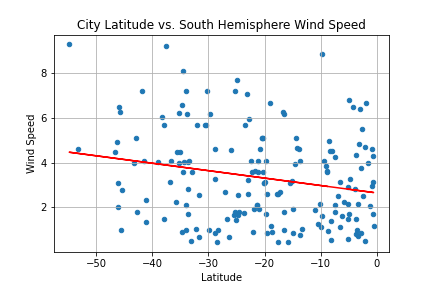 City Latitude vs. South Hemisphere Wind Speed
8
6
4
2
Wind Speed
−50 −40 −30 −20 −10 0
Latitude